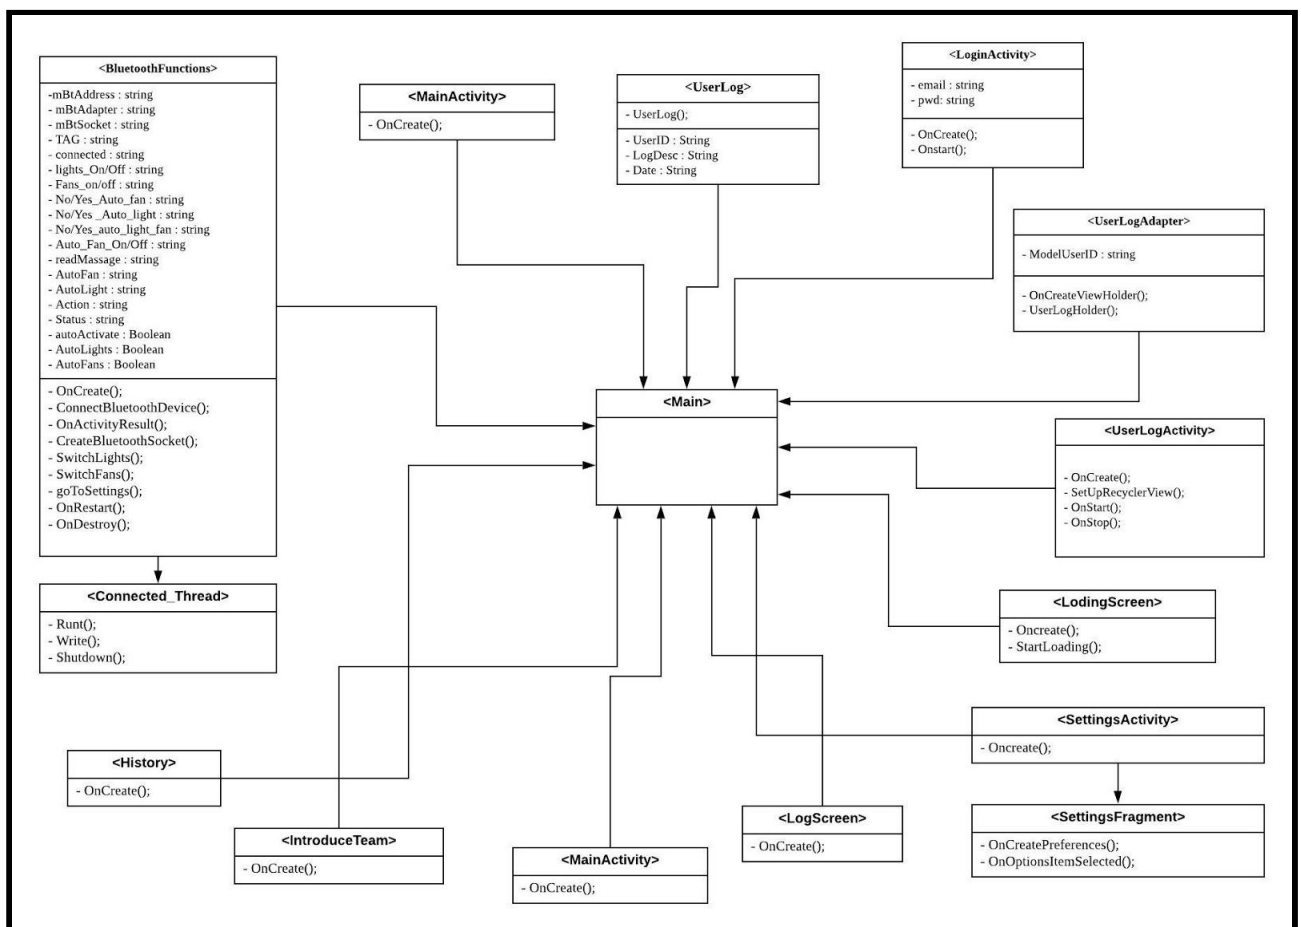 <BluetoothFunctions>
-mBtAddress : string
- mBtAdapter : string
- mBtSocket : string
- TAG : string
- connected : string
- lights_On/Off : string
- Fans_on/off : string
- No/Yes_Auto_fan : string
- No/Yes _Auto_light : string
- No/Yes_auto_light_fan : string
- Auto_Fan_On/Off : string
- readMassage : string
- AutoFan : string
- AutoLight : string
- Action : string
- Status : string
- autoActivate : Boolean
- AutoLights : Boolean
- AutoFans : Boolean
- OnCreate();
- ConnectBluetoothDevice();
- OnActivityResult();
- CreateBluetoothSocket();
- SwitchLights();
- SwitchFans();
- goToSettings();
- OnRestart();
- OnDestroy();
<Connected_Thread>
- Runt();
- Write();
- Shutdown();
<MainActivity>
- OnCreate();
<UserLog>
- UserLog();
- UserID : String
- LogDesc : String
- Date : String
<LoginActivity>
- email : string
- pwd: string
- OnCreate();
- Onstart();
<UserLogAdapter>
- ModelUserID : string
- OnCreateViewHolder();
- UserLogHolder();
<Main>
<UserLogActivity>
- OnCreate();
- SetUpRecyclerView();
- OnStart();
- OnStop();
<LodingScreen>
- Oncreate();
- StartLoading();
<SettingsActivity>
- Oncreate();
<SettingsFragment>
- OnCreatePreferences();
- OnOptionsItemSelected();
<History>
- OnCreate();
<IntroduceTeam>
- OnCreate();
<MainActivity>
- OnCreate();
<LogScreen>
- OnCreate();